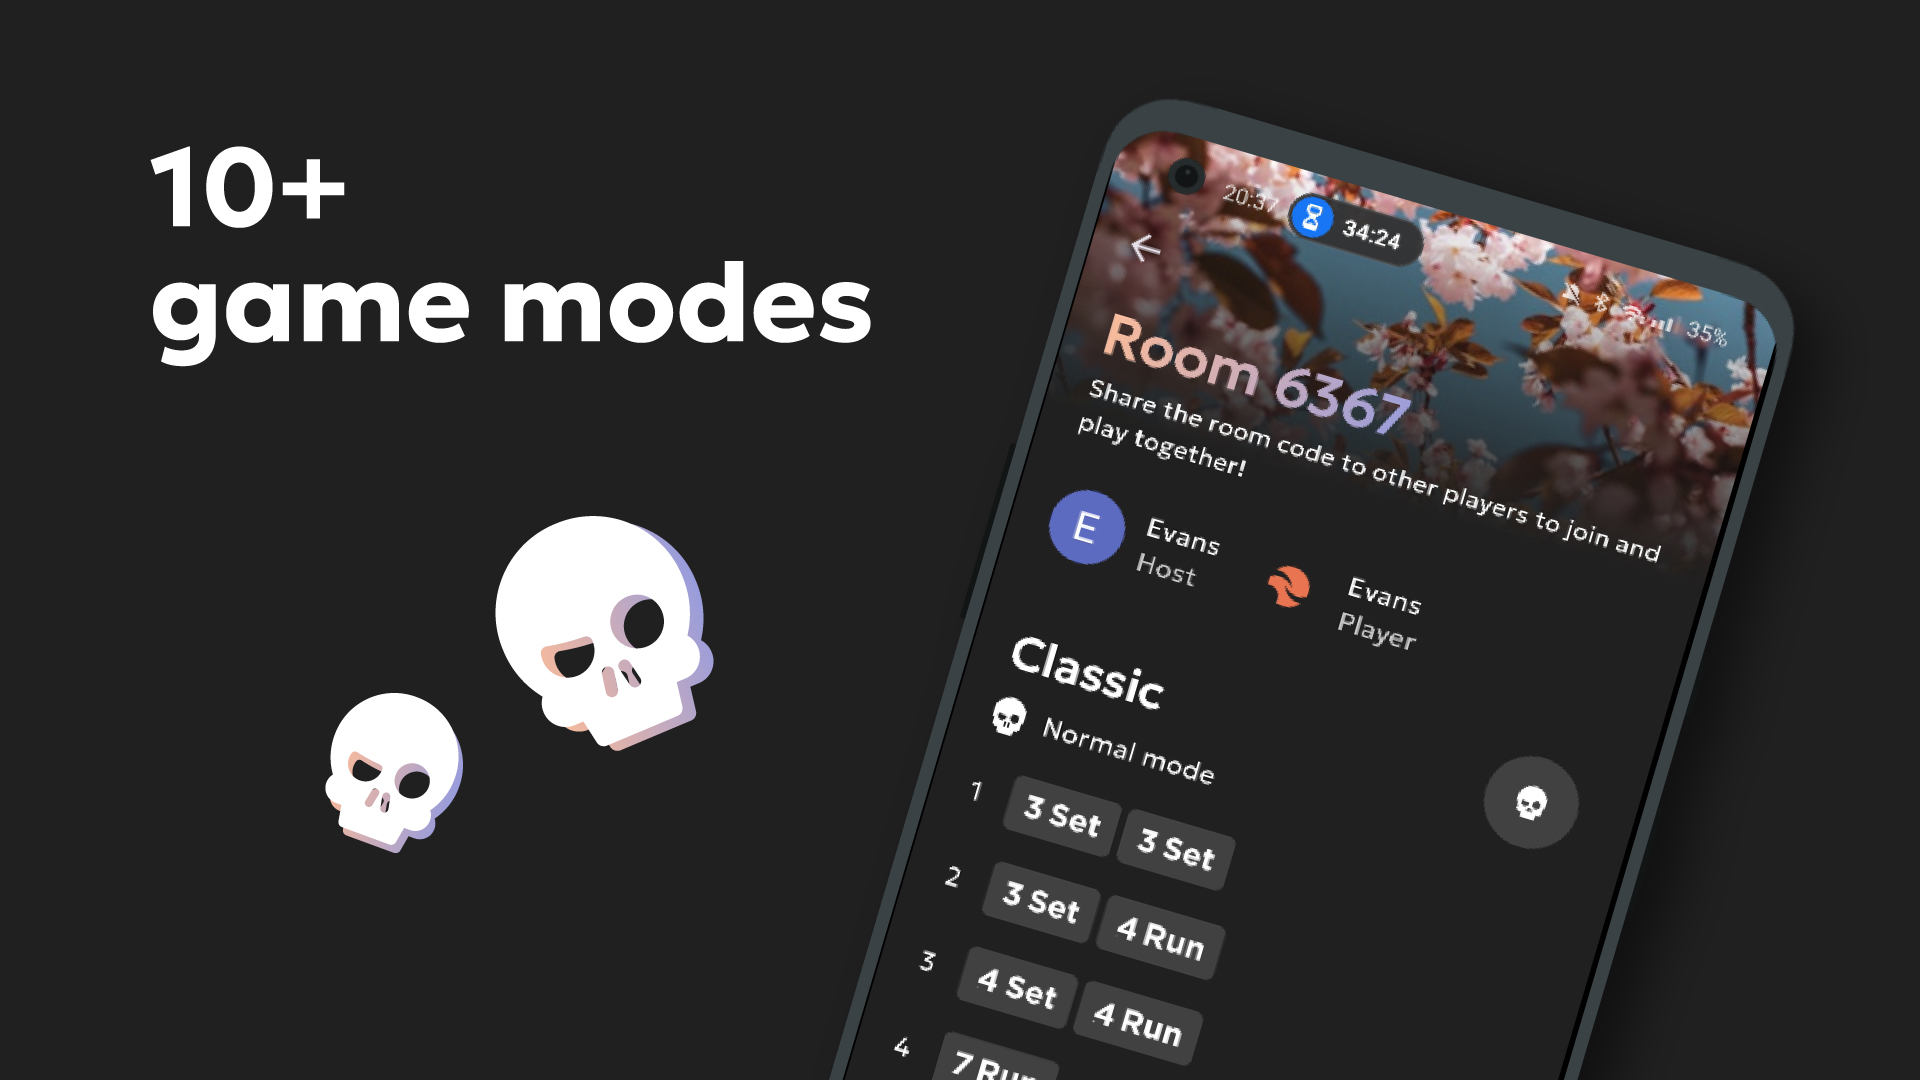 10+
game modes
20:37
34:24
35%
Room 6367
Share the room code to other players to join and
play together!
E
Evans
Host
Evans
Player
Classic
Normal mode
1
3 Set
3 Set
2
3 Set
4 Run
3
4 Set
4 Run
4
7 Run